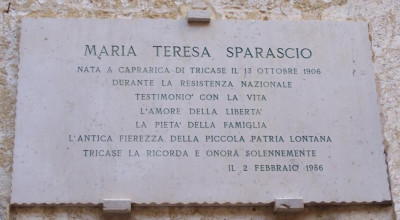 MARIA TERESA SPARASCIO
NATA A CAPRARICA DI TRICASE IL 13 OTTOBRE 1906
DURANTE LA RESISTENZA NAZIONALE
TESTIMONIO' CON LA VITA
L'AMORE DELLA LIBERTA'
LA PIETA' DELLA FAMIGLIA
L'ANTICA FIEREZZA DELLA PICCOLA PATRIA LONTANA
TRICASE LA RICORDA E ONORA SOLENNEMENTE
IL 2 FEBBRAIO 1986